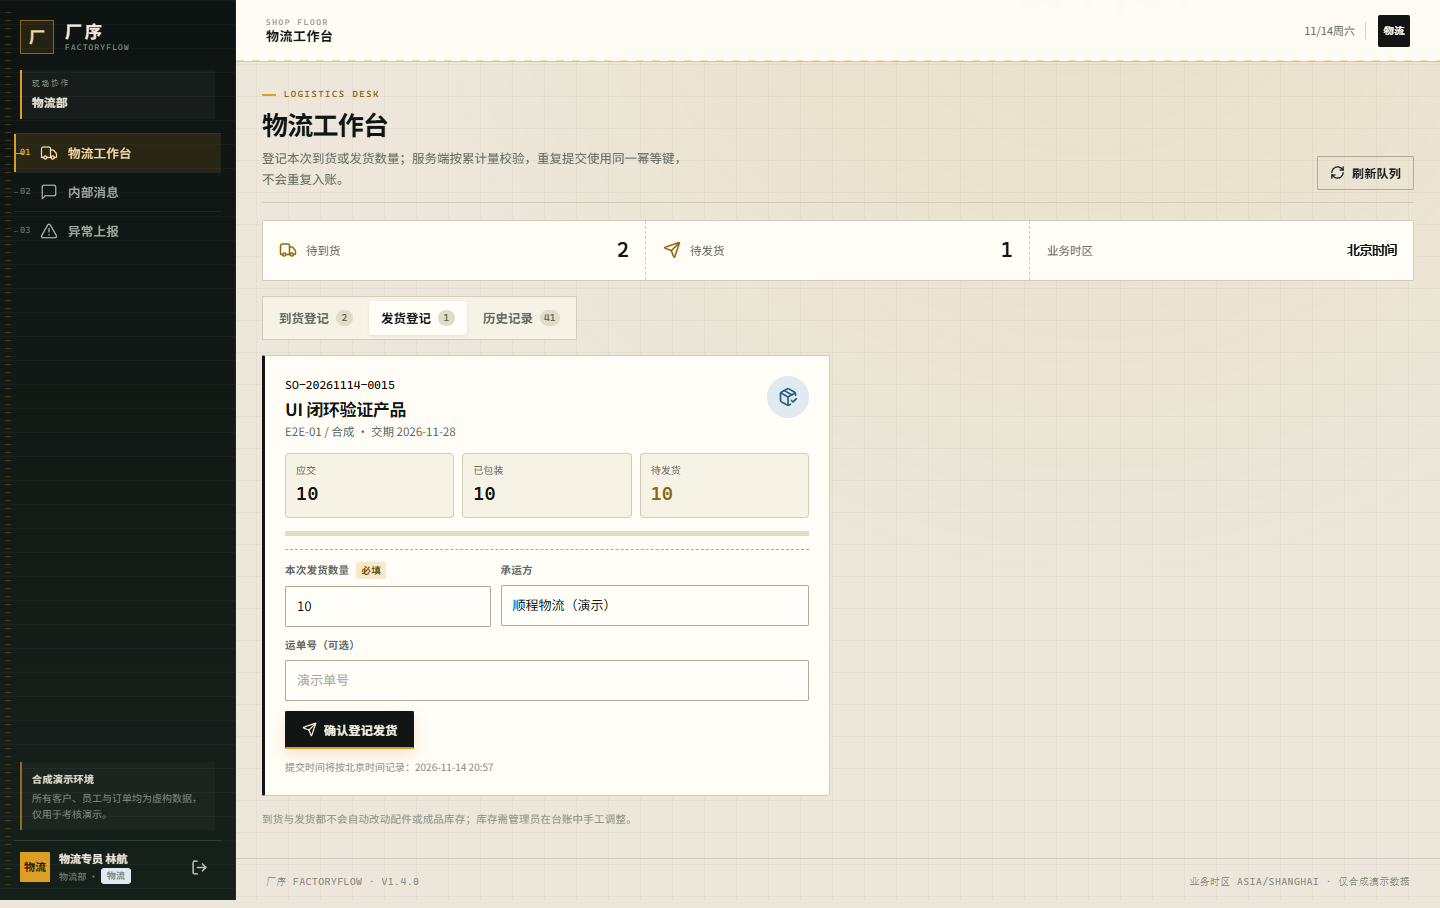 厂
厂序
FACTORYFLOW
现场协作
物流部
01 物流工作台
02 内部消息
03 异常上报
合成演示环境
所有客户、员工与订单均为虚构数据，
仅用于考核演示。
物流
物流专员 林航
物流部 · 物流
SHOP FLOOR
物流工作台
11/14周六
物流
LOGISTICS DESK
物流工作台
登记本次到货或发货数量；服务端按累计量校验，重复提交使用同一幂等键，
不会重复入账。
刷新队列
待到货 2
待发货 1
业务时区 北京时间
到货登记 2
发货登记 1
历史记录 41
SO-20261114-0015
UI 闭环验证产品
E2E-01 / 合成 · 交期 2026-11-28
应交
10
已包装
10
待发货
10
本次发货数量 必填
10
承运方
顺程物流（演示）
运单号（可选）
演示单号
确认登记发货
提交时间将按北京时间记录：2026-11-14 20:57
到货与发货都不会自动改动配件或成品库存；库存需管理员在台账中手工调整。
厂序 FACTORYFLOW · V1.4.0
业务时区 ASIA/SHANGHAI · 仅合成演示数据